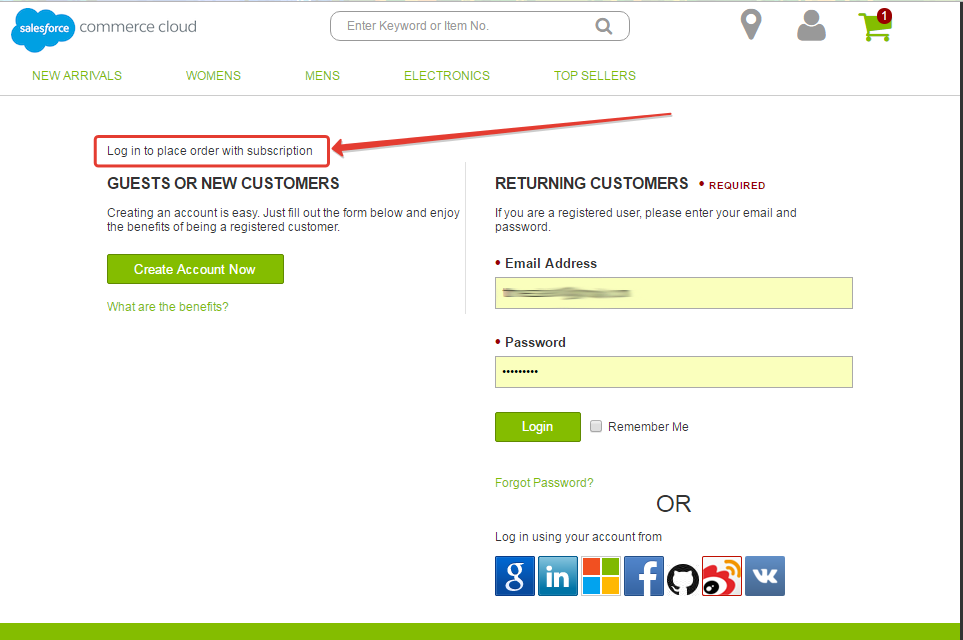 salesforce commerce cloud
Enter Keyword or Item No.
1
NEW ARRIVALS WOMENS MENS ELECTRONICS TOP SELLERS
Log in to place order with subscription
GUESTS OR NEW CUSTOMERS
Creating an account is easy. Just fill out the form below and enjoy
the benefits of being a registered customer.
Create Account Now
What are the benefits?
RETURNING CUSTOMERS • REQUIRED
If you are a registered user, please enter your email and
password.
• Email Address
• Password
•••••••••
Login Remember Me
Forgot Password?
OR
Log in using your account from
g in f